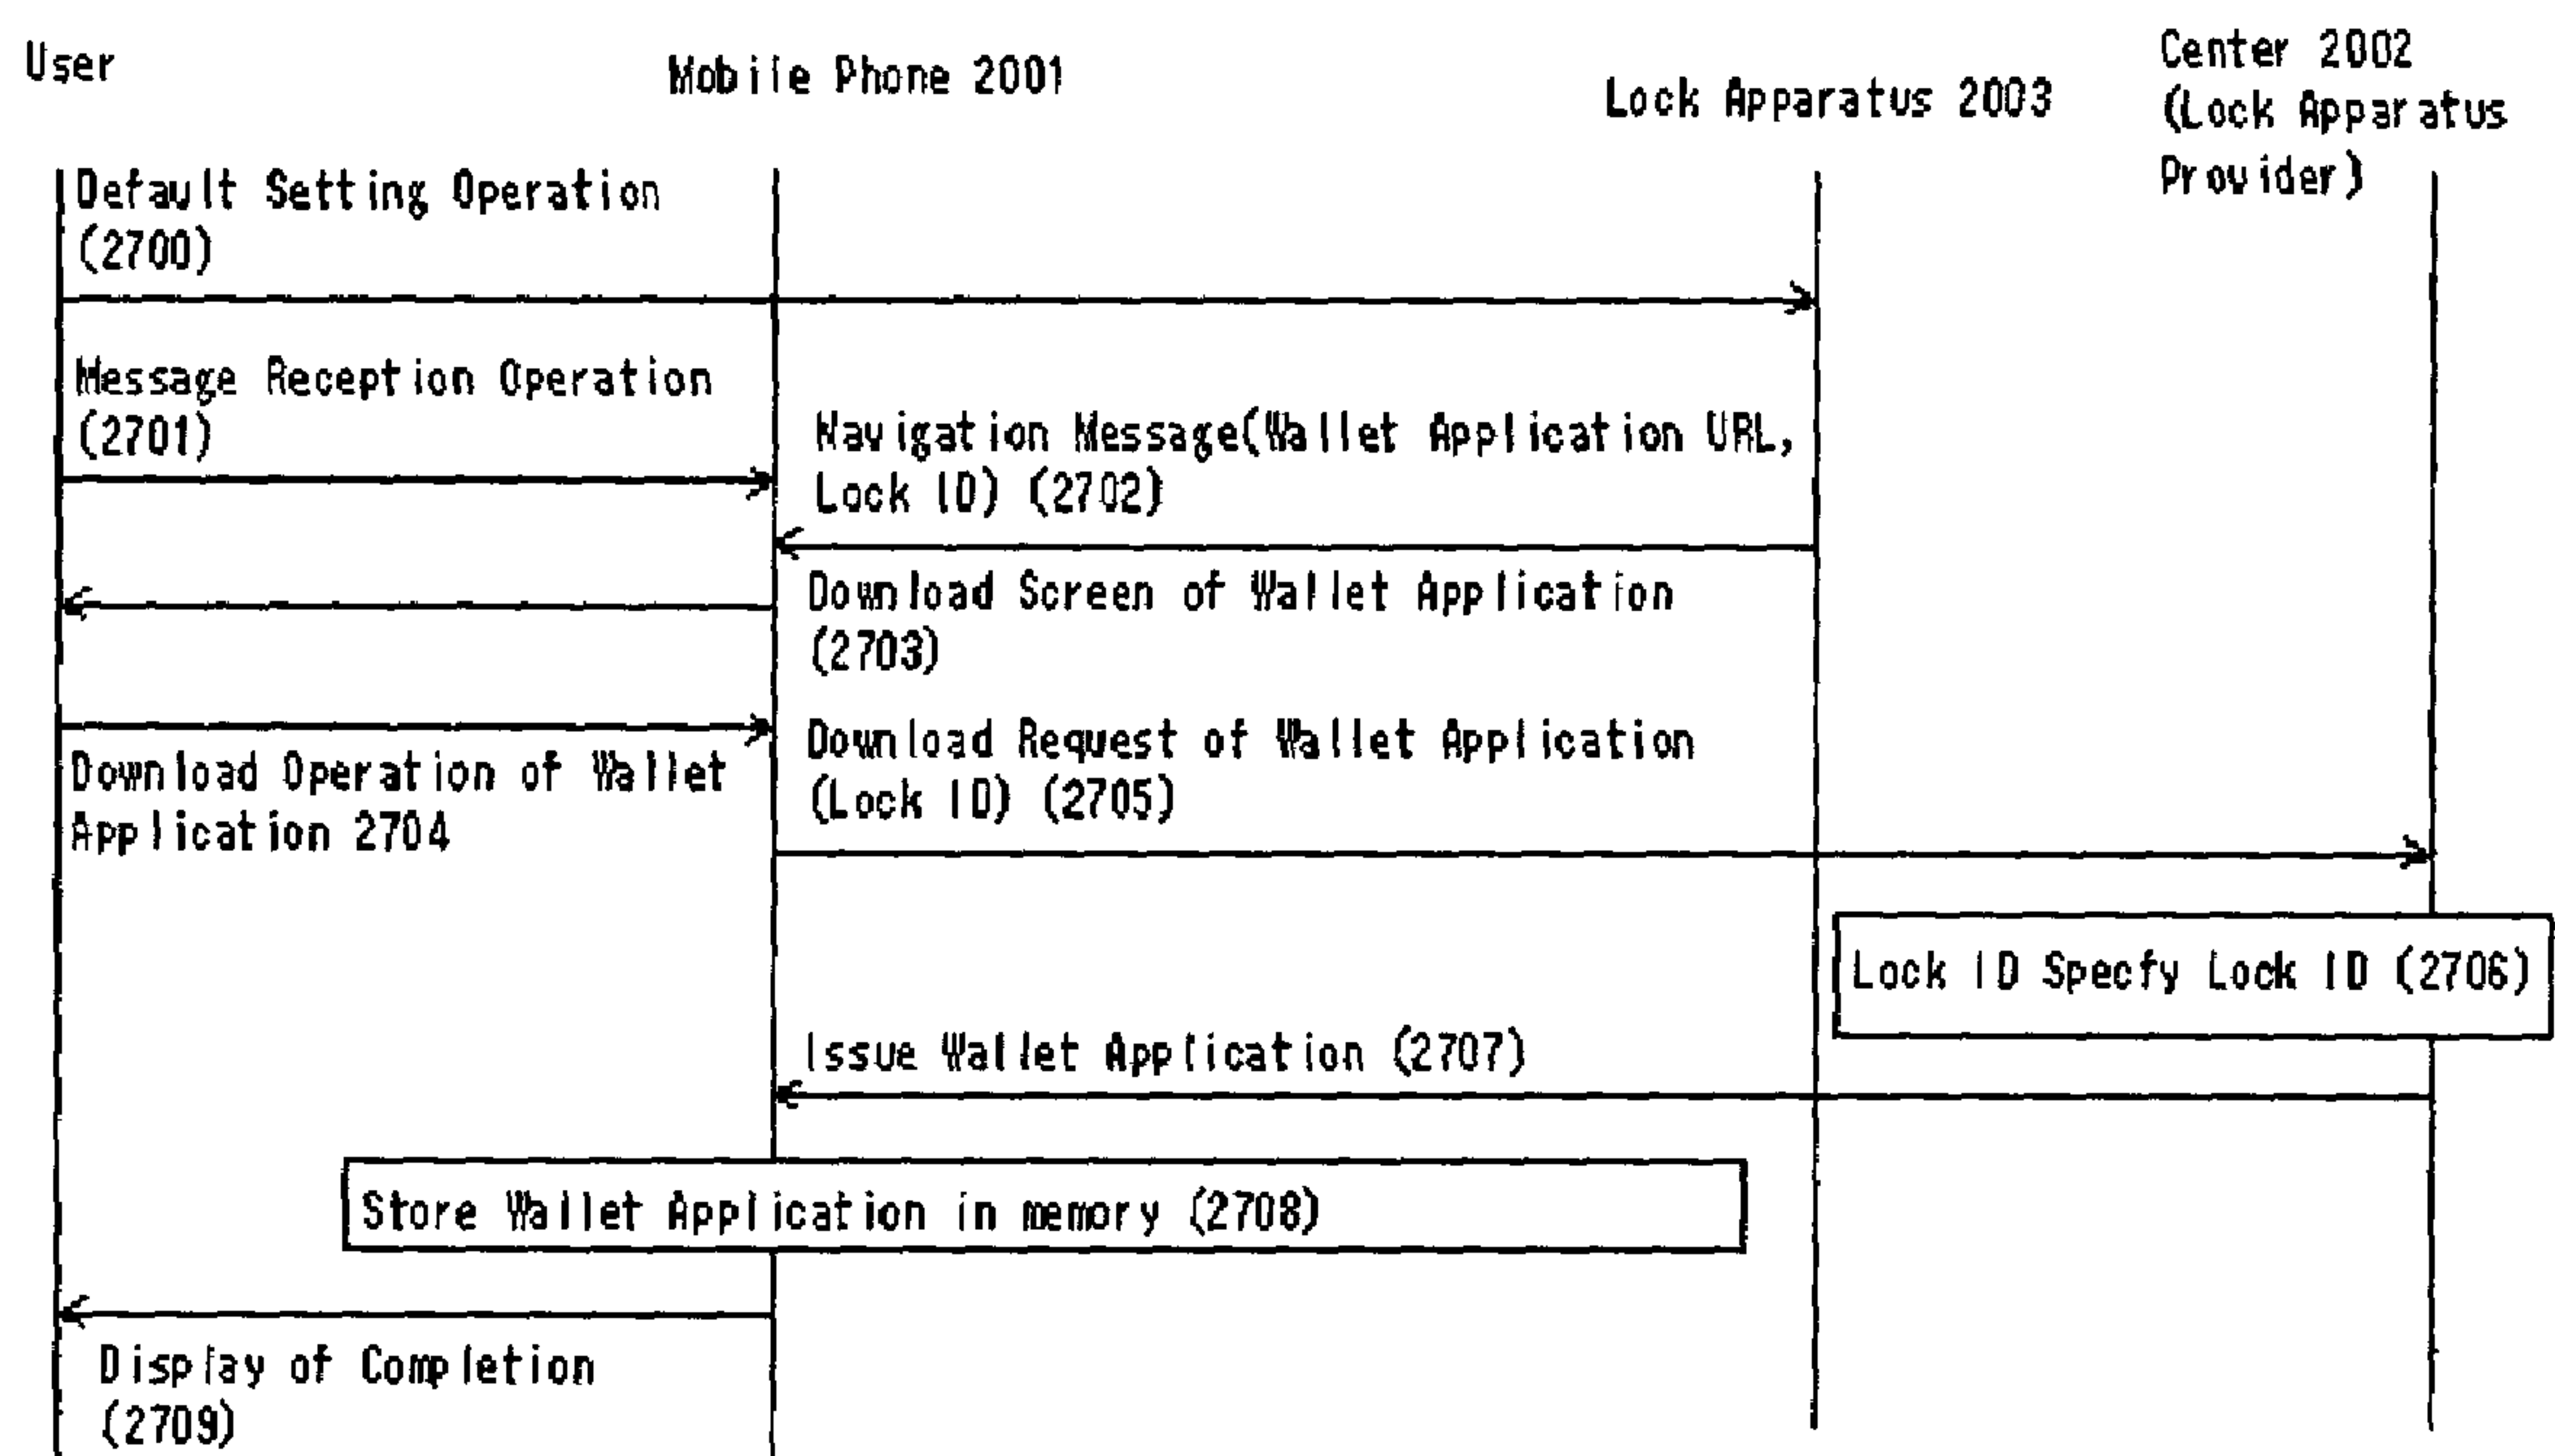 User
Mobile Phone 2001
Lock Apparatus 2003
Center 2002
(Lock Apparatus
Provider)
Default Setting Operation
(2700)
Message Reception Operation
(2701)
Navigation Message(Wallet Application URL,
Lock ID) (2702)
Download Screen of Wallet Application
(2703)
Download Operation of Wallet
Application 2704
Download Request of Wallet Application
(Lock ID) (2705)
Lock ID Specfy Lock ID (2706)
Issue Wallet Application (2707)
Store Wallet Application in memory (2708)
Display of Completion
(2709)